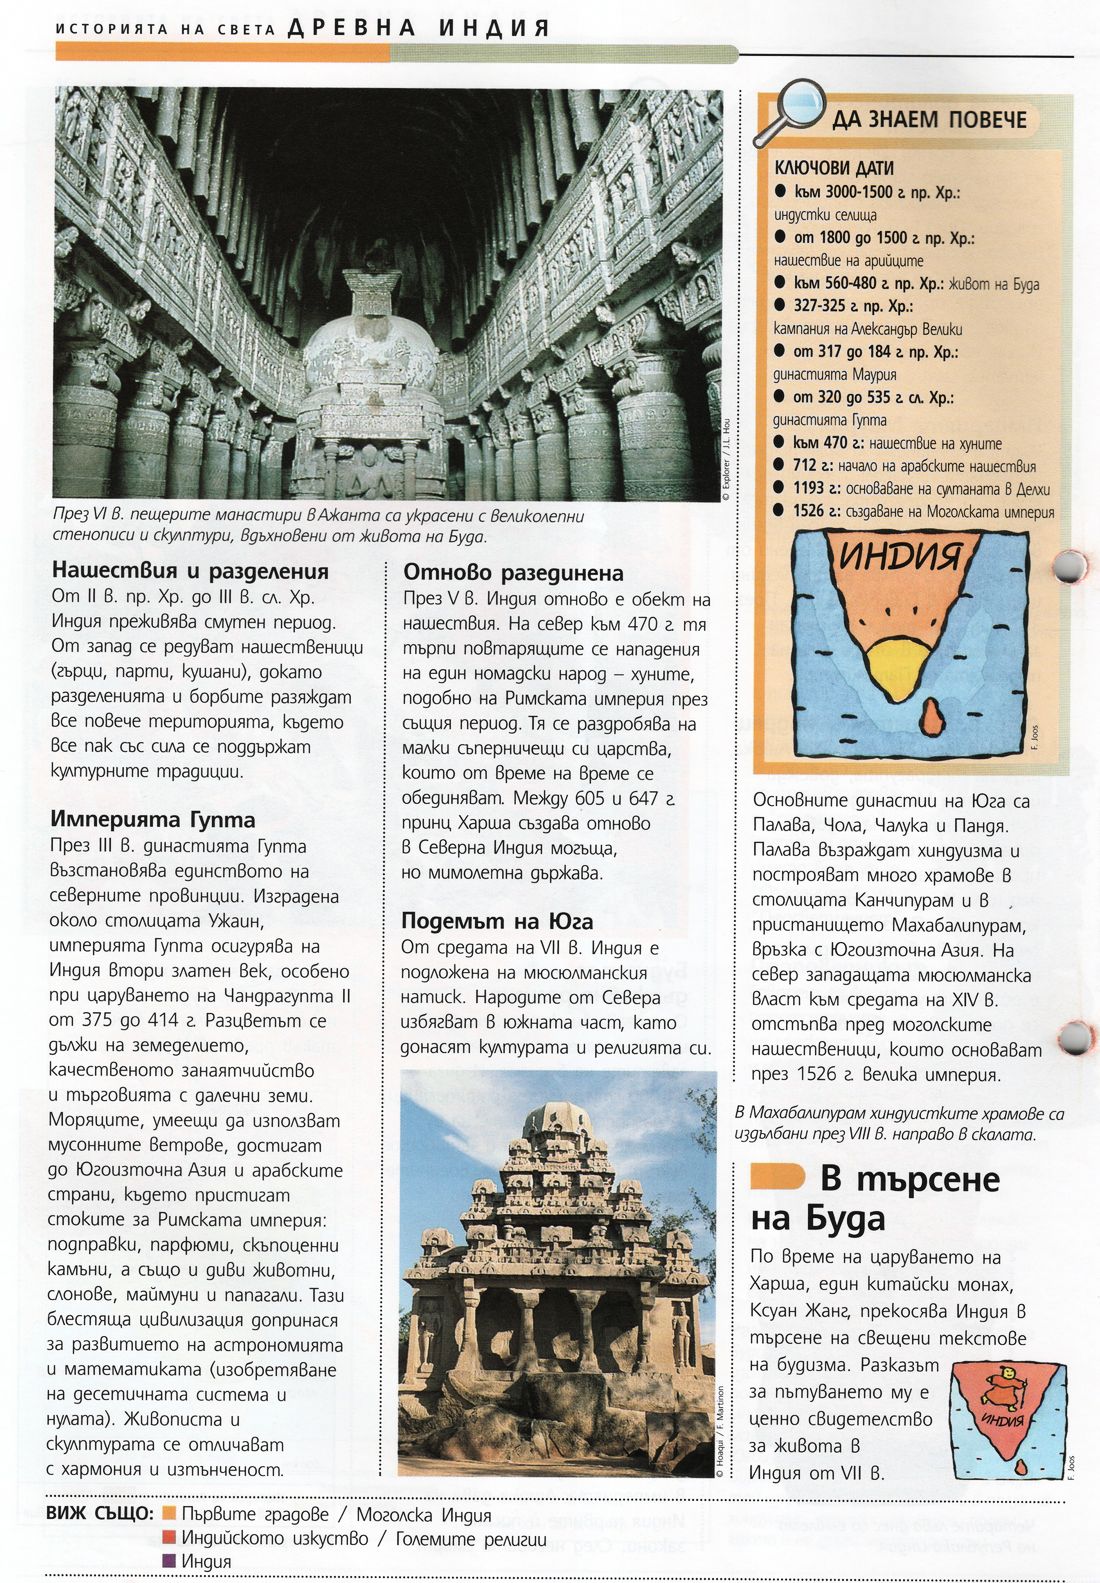 ИСТОРИЯТА НА СВЕТА ДРЕВНА ИНДИЯ
© Explorer / J.L. Hou
През VI в. пещерите манастири в Ажанта са украсени с великолепни
стенописи и скулптури, вдъхновени от живота на Буда.
Нашествия и разделения
От II в. пр. Хр. до III в. сл. Хр.
Индия преживява смутен период.
От запад се редуват нашественици
(гърци, парти, кушани), докато
разделенията и борбите разяждат
все повече територията, където
все пак със сила се поддържат
културните традиции.
Империята Гупта
През III в. династията Гупта
възстановява единството на
северните провинции. Изградена
около столицата Ужаин,
империята Гупта осигурява на
Индия втори златен век, особено
при царуването на Чандрагупта II
от 375 до 414 г. Разцветът се
дължи на земеделието,
качественото занаятчийство
и търговията с далечни земи.
Моряците, умеещи да използват
мусонните ветрове, достигат
до Югоизточна Азия и арабските
страни, където пристигат
стоките за Римската империя:
подправки, парфюми, скъпоценни
камъни, а също и диви животни,
слонове, маймуни и папагали. Тази
блестяща цивилизация допринася
за развитието на астрономията
и математиката (изобретяване
на десетичната система и
нулата). Живописта и
скулптурата се отличават
с хармония и изтънченост.
Отново разединена
През V в. Индия отново е обект на
нашествия. На север към 470 г. тя
търпи повтарящите се нападения
на един номадски народ – хуните,
подобно на Римската империя през
същия период. Тя се раздробява на
малки съперничещи си царства,
които от време на време се
обединяват. Между 605 и 647 г.
принц Харша създава отново
в Северна Индия могъща,
но мимолетна държава.
Подемът на Юга
От средата на VII в. Индия е
подложена на мюсюлмански
натиск. Народите от Севера
избягват в южната част, като
донасят културата и религията си.
© Hoaqui / F. Martinon
ДА ЗНАЕМ ПОВЕЧЕ
КЛЮЧОВИ ДАТИ
● към 3000-1500 г. пр. Хр.:
индустки селища
● от 1800 до 1500 г. пр. Хр.:
нашествие на арийците
● към 560-480 г. пр. Хр.: живот на Буда
● 327-325 г. пр. Хр.:
кампания на Александър Велики
● от 317 до 184 г. пр. Хр.:
династията Маурия
● от 320 до 535 г. сл. Хр.:
династията Гупта
● към 470 г.: нашествие на хуните
● 712 г.: начало на арабските нашествия
● 1193 г.: основаване на султаната в Делхи
● 1526 г.: създаване на Моголската империя
ИНДИЯ
F. Joos
Основните династии на Юга са
Палава, Чола, Чалука и Пандя.
Палава възраждат хиндуизма и
построяват много храмове в
столицата Канчипурам и в
пристанището Махабалипурам,
връзка с Югоизточна Азия. На
север западащата мюсюлманска
власт към средата на XIV в.
отстъпва пред моголските
нашественици, които основават
през 1526 г. велика империя.
В Махабалипурам хиндуистките храмове са
издълбани през VIII в. направо в скалата.
В търсене
на Буда
По време на царуването на
Харша, един китайски монах,
Ксуан Жанг, прекосява Индия в
търсене на свещени текстове
на будизма. Разказът
за пътуването му е
ценно свидетелство
за живота в
Индия от VII в.
ИНДИЯ
F. Joos
ВИЖ СЪЩО: Първите градове / Моголска Индия
Индийското изкуство / Големите религии
Индия